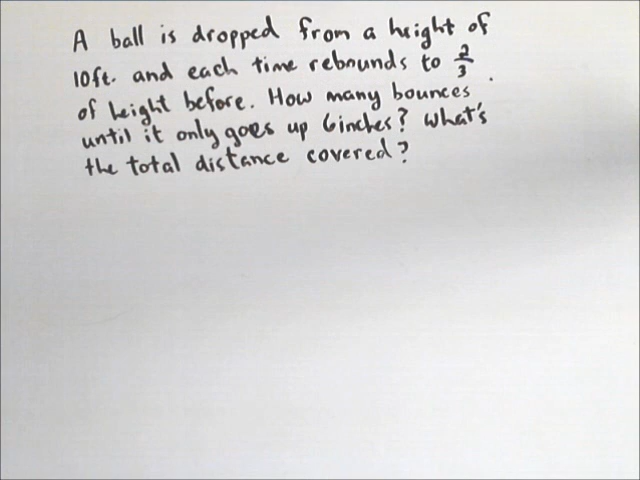 A ball is dropped from a height of
10ft. and each time rebounds to 2/3
of height before. How many bounces
until it only goes up 6inches? What's
the total distance covered?